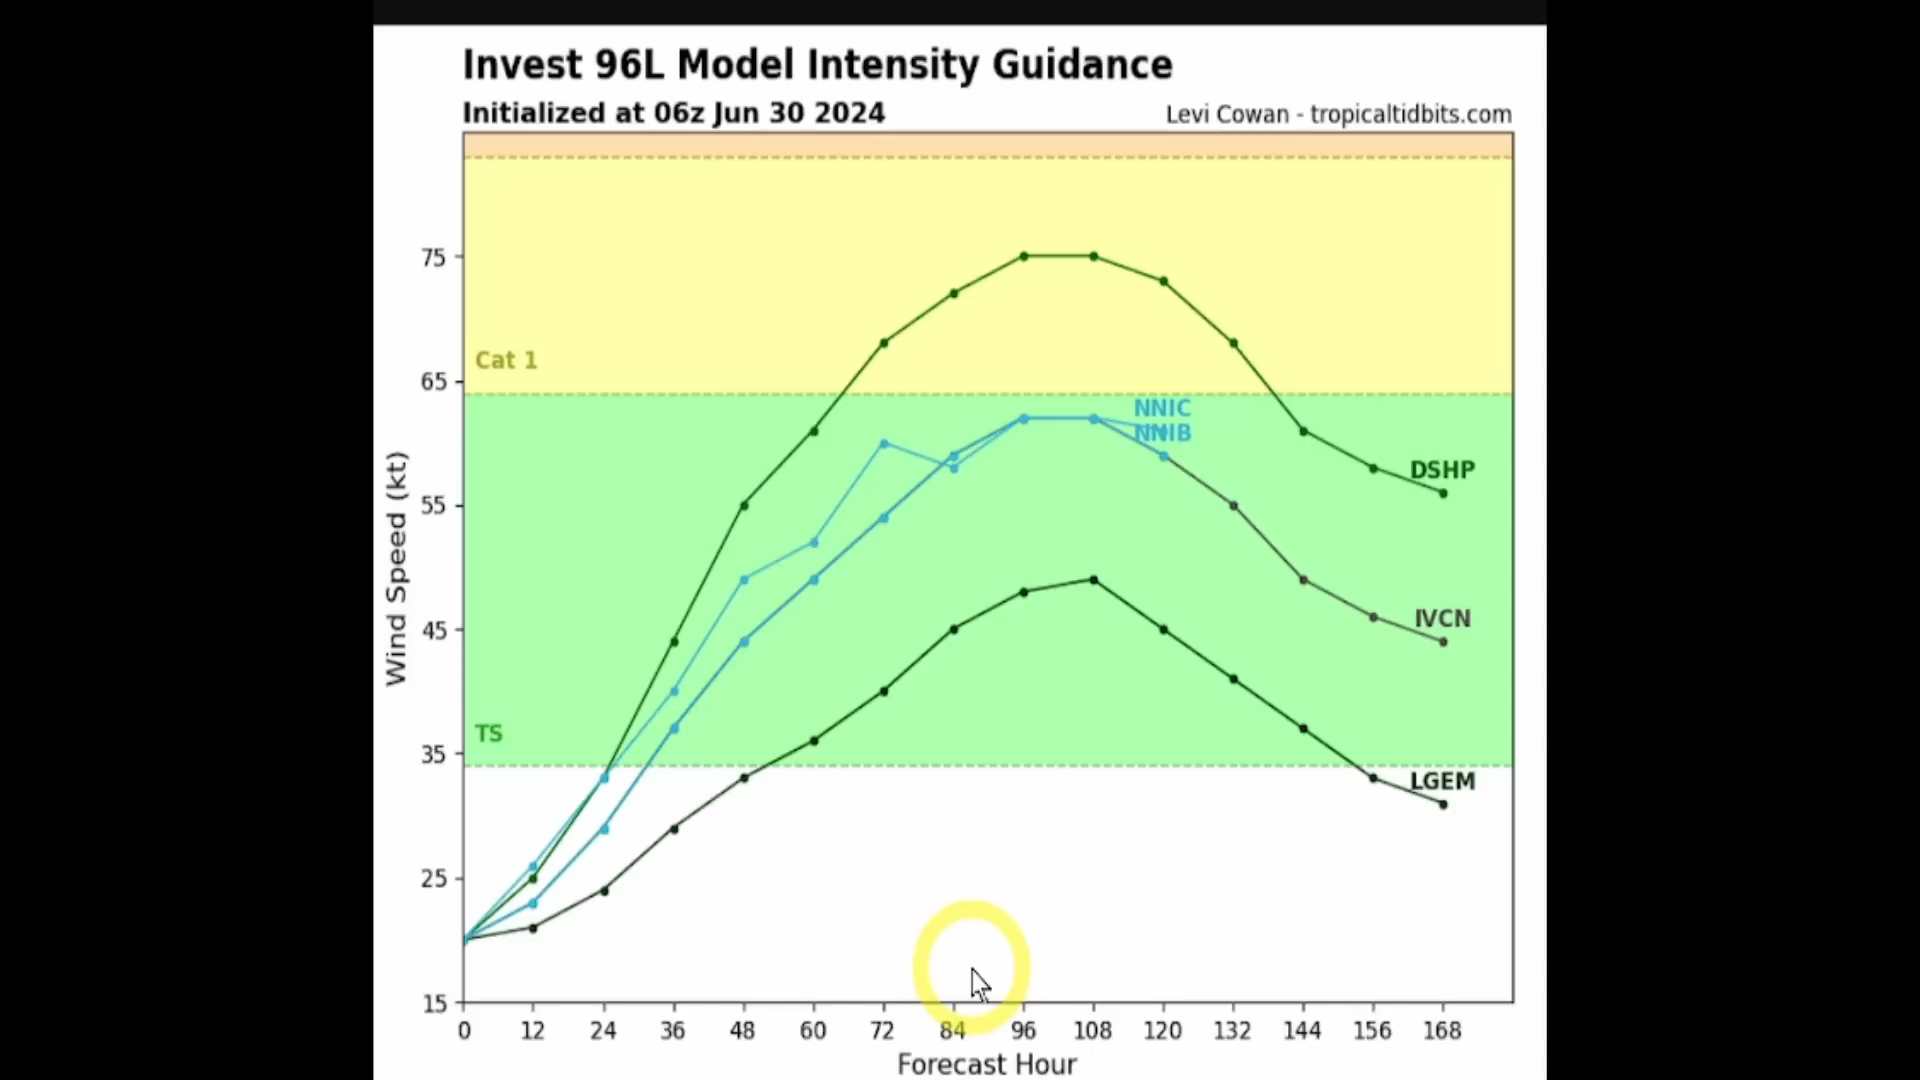 Invest 96L Model Intensity Guidance
Initialized at 06z Jun 30 2024
Levi Cowan - tropicaltidbits.com
75
Cat 1
65
NNIC
NNIB
DSHP
55
Wind Speed (kt)
IVCN
45
TS
35
LGEM
25
15
0 12 24 36 48 60 72 84 96 108 120 132 144 156 168
Forecast Hour